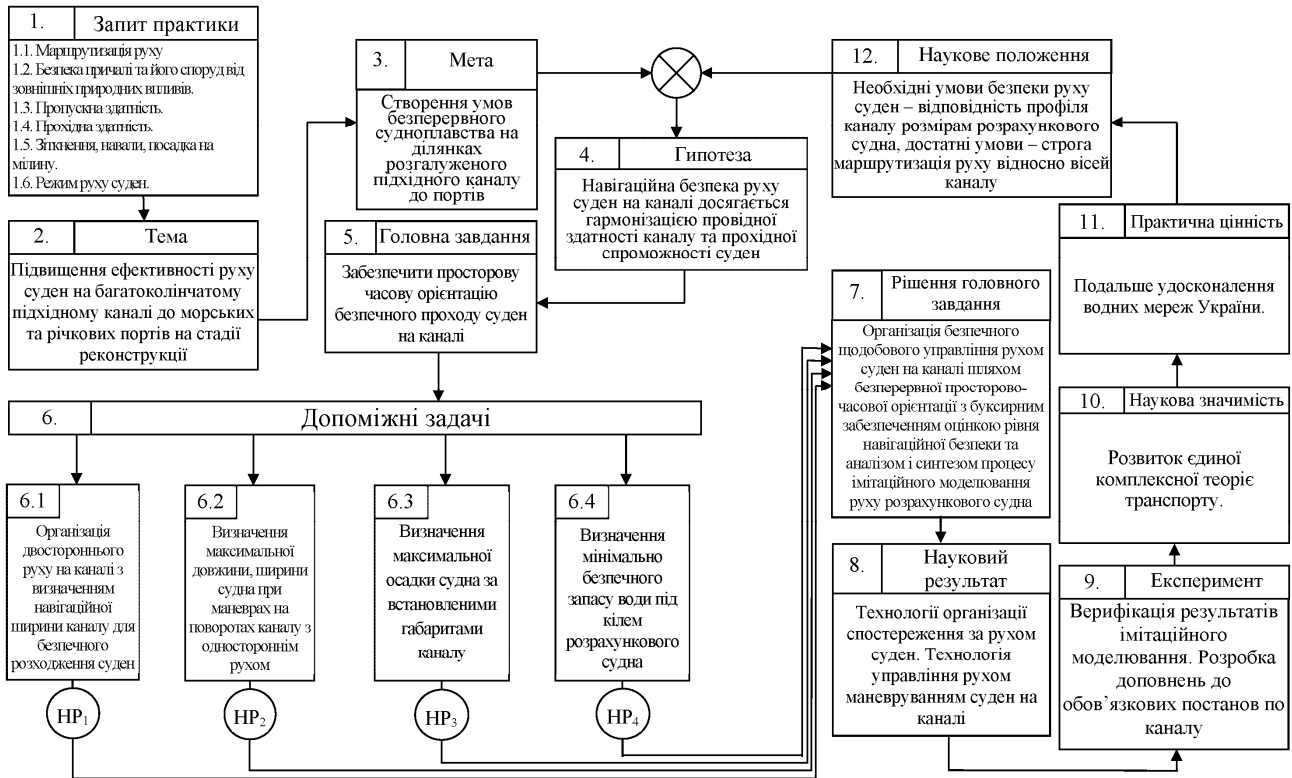 1. Запит практики
1.1. Маршрутизація руху
1.2. Безпека причалі та його споруд від
зовнішніх природних впливів.
1.3. Пропускна здатність.
1.4. Прохідна здатність.
1.5. Зіткнення, навали, посадка на
мілину.
1.6. Режим руху суден.
2. Тема
Підвищення ефективності руху
суден на багатоколінчатому
підхідному каналі до морських
та річкових портів на стадії
реконструкції
3. Мета
Створення умов
безперервного
судноплавства на
ділянках
розгалуженого
підхідного каналу
до портів
4. Гипотеза
Навігаційна безпека руху
суден на каналі досягається
гармонізацією провідної
здатності каналу та прохідної
спроможності суден
5. Головна завдання
Забезпечити просторову
часову орієнтацію
безпечного проходу суден
на каналі
6. Допоміжні задачі
6.1
Організація
двостороннього
руху на каналі з
визначенням
навігаційної
ширини каналу для
безпечного
розходження суден
НР1
6.2
Визначення
максимальної
довжини, ширини
судна при
маневрах на
поворотах каналу з
одностороннім
рухом
НР2
6.3
Визначення
максимальної
осадки судна за
встановленими
габаритами
каналу
НР3
6.4
Визначення
мінімально
безпечного
запасу води під
кілем
розрахункового
судна
НР4
7. Рішення головного
завдання
Організація безпечного
щодобового управління рухом
суден на каналі шляхом
безперервної просторово-
часової орієнтації з буксирним
забезпеченням оцінкою рівня
навігаційної безпеки та
аналізом і синтезом процесу
імітаційного моделювання
руху розрахункового судна
8. Науковий
результат
Технології організації
спостереження за рухом
суден. Технологія
управління рухом
маневруванням суден на
каналі
9. Експеримент
Верифікація результатів
імітаційного
моделювання. Розробка
доповнень до
обов’язкових постанов по
каналу
10. Наукова значимість
Розвиток єдиної
комплексної теоріє
транспорту.
11. Практична цінність
Подальше удосконалення
водних мереж України.
12. Наукове положення
Необхідні умови безпеки руху
суден – відповідність профіля
каналу розмірам розрахункового
судна, достатні умови – строга
маршрутизація руху відносно вісей
каналу